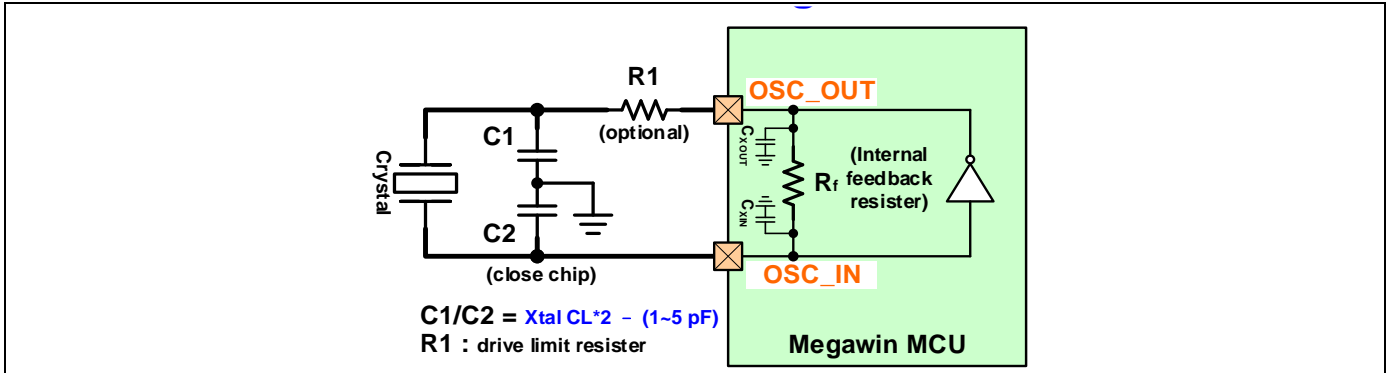 R1
OSC_OUT
(optional)
C1
CXOUT
(Internal
Crystal
Rf feedback
resister)
CXIN
C2
(close chip)
OSC_IN
C1/C2 = Xtal CL*2 − (1~5 pF)
R1 : drive limit resister
Megawin MCU